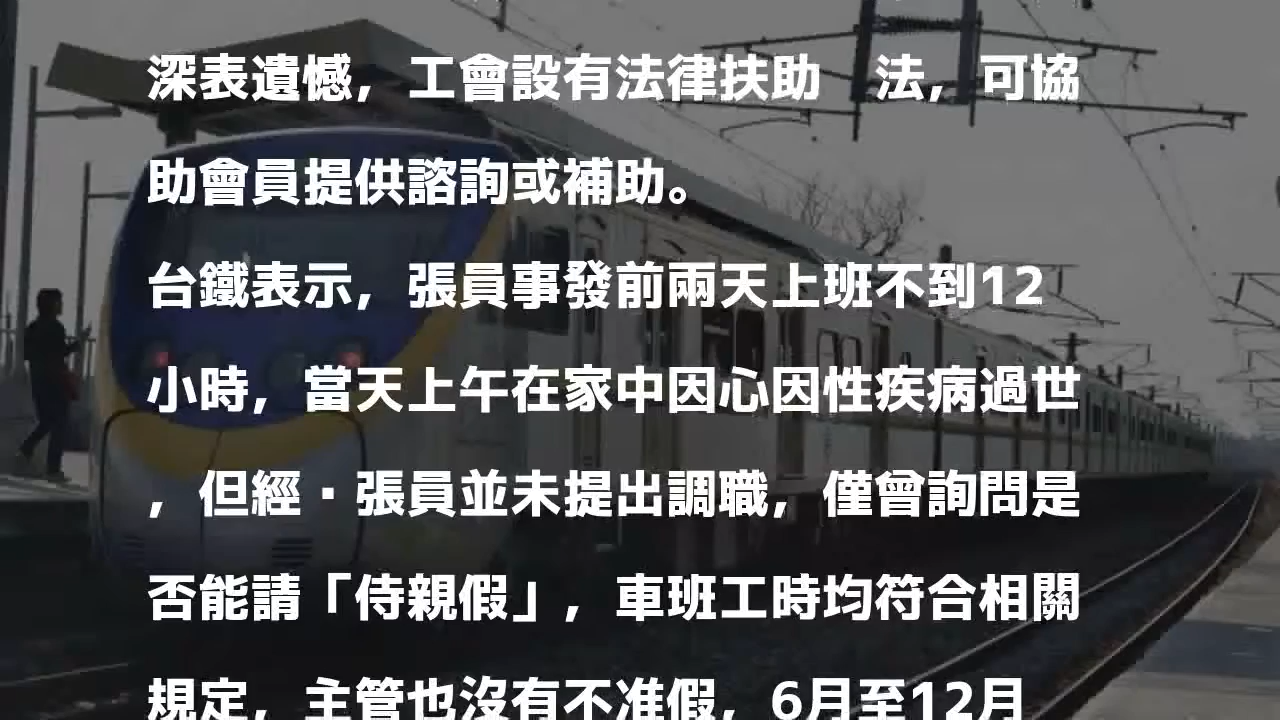 深表遺憾，工會設有法律扶助　法，可協
助會員提供諮詢或補助。
台鐵表示，張員事發前兩天上班不到12
小時，當天上午在家中因心因性疾病過世
，但經·張員並未提出調職，僅曾詢問是
否能請「侍親假」，車班工時均符合相關
規定，主管也沒有不准假，6月至12月